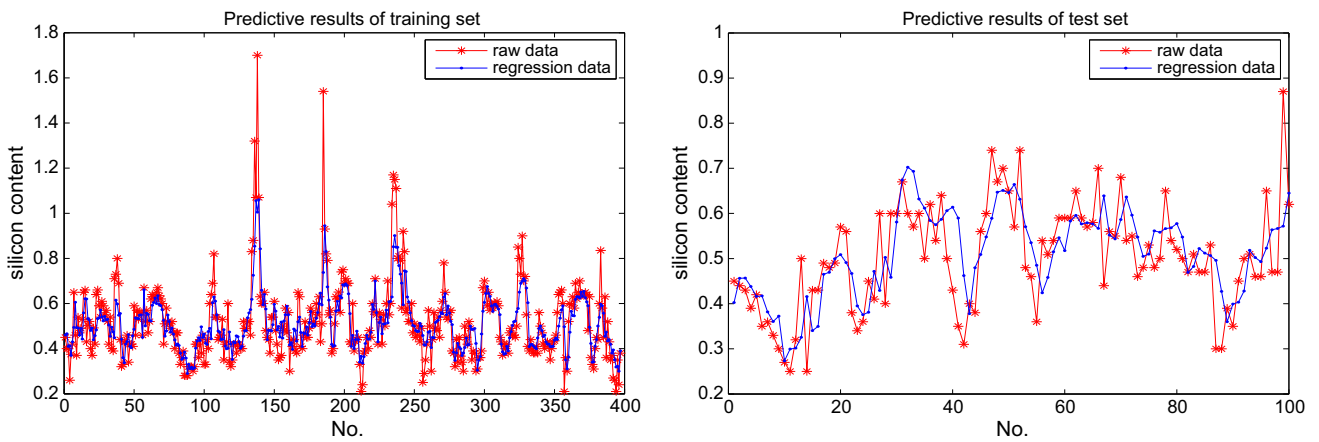 Predictive results of training set
1.8
1.6
1.4
1.2
1
0.8
0.6
0.4
0.2
silicon content
0 50 100 150 200 250 300 350 400
No.
raw data
regression data
Predictive results of test set
1
0.9
0.8
0.7
0.6
0.5
0.4
0.3
0.2
silicon content
0 20 40 60 80 100
No.
raw data
regression data